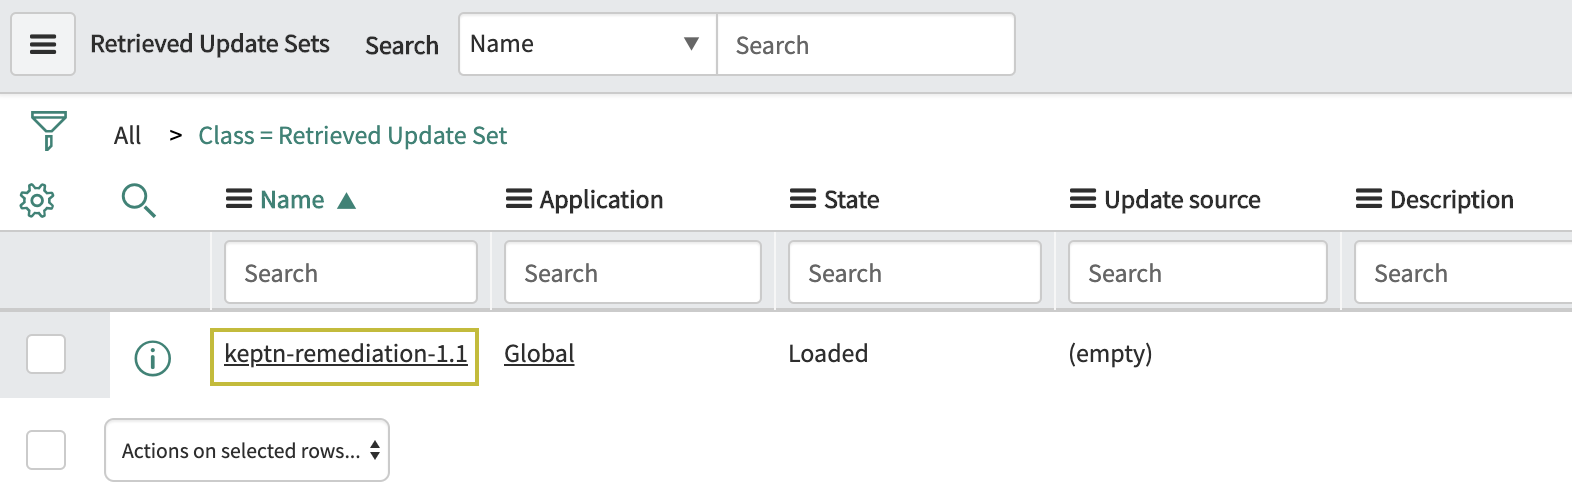 Retrieved Update Sets Search Name Search
All > Class = Retrieved Update Set
Name Application State Update source Description
Search Search Search Search Search
keptn-remediation-1.1 Global Loaded (empty)
Actions on selected rows...